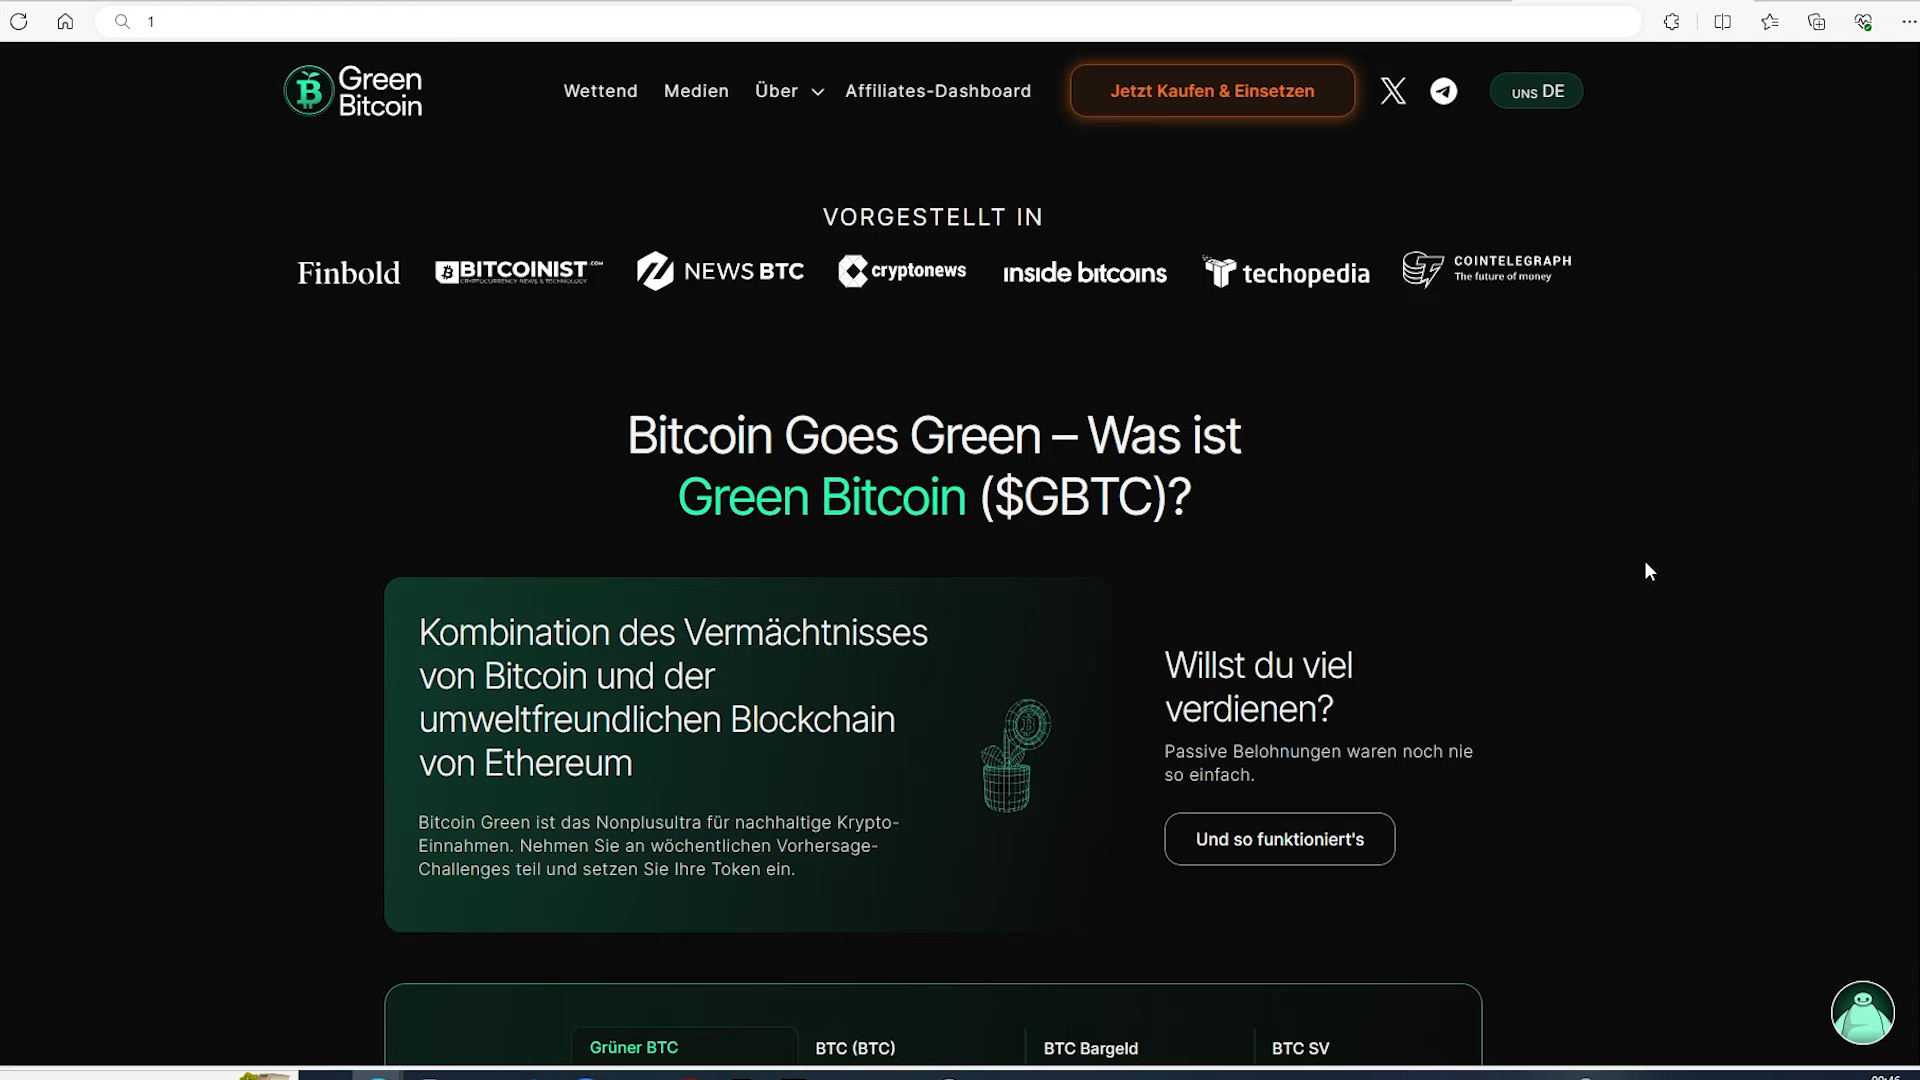 1
Green
Bitcoin
Wettend Medien Über Affiliates-Dashboard Jetzt Kaufen & Einsetzen UNS DE
VORGESTELLT IN
Finbold BITCOINIST.COM NEWS BTC cryptonews inside bitcoins techopedia COINTELEGRAPH
CRYPTOCURRENCY NEWS & TECHNOLOGY
The future of money
Bitcoin Goes Green – Was ist
Green Bitcoin ($GBTC)?
Kombination des Vermächtnisses
von Bitcoin und der
umweltfreundlichen Blockchain
von Ethereum
Bitcoin Green ist das Nonplusultra für nachhaltige Krypto-
Einnahmen. Nehmen Sie an wöchentlichen Vorhersage-
Challenges teil und setzen Sie Ihre Token ein.
Willst du viel
verdienen?
Passive Belohnungen waren noch nie
so einfach.
Und so funktioniert's
Grüner BTC BTC (BTC) BTC Bargeld BTC SV